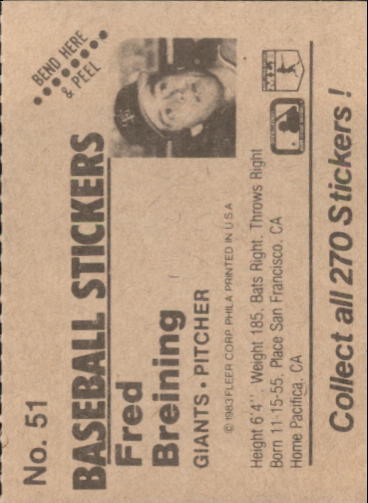 No. 51
BEND HERE
& PEEL
BASEBALL STICKERS
Fred
Breining
GIANTS • PITCHER
© 1983 FLEER CORP. PHILA PRINTED IN U S A
Height 6'4". Weight 185. Bats Right. Throws Right
Born 11-15-55. Place San Francisco, CA
Home Pacifica, CA
Collect all 270 Stickers!